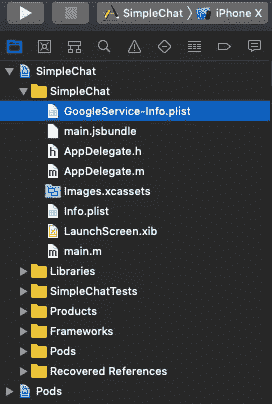 SimpleChat iPhone X
SimpleChat
SimpleChat
GoogleService-Info.plist
main.jsbundle
AppDelegate.h
AppDelegate.m
Images.xcassets
Info.plist
LaunchScreen.xib
main.m
Libraries
SimpleChatTests
Products
Frameworks
Pods
Recovered References
Pods